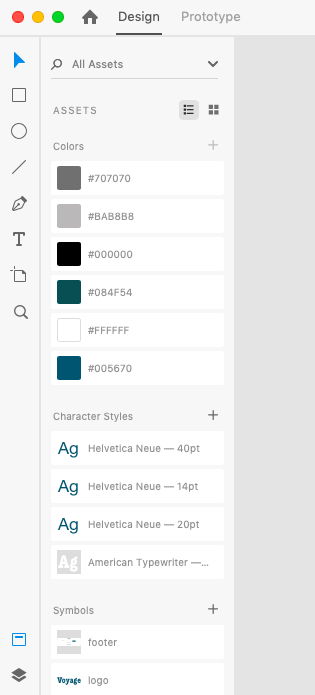 Design Prototype
All Assets
ASSETS
Colors
#707070
#BAB8B8
#000000
#084F54
#FFFFFF
#005670
Character Styles
Ag Helvetica Neue — 40pt
Ag Helvetica Neue — 14pt
Ag Helvetica Neue — 20pt
Ag American Typewriter —...
Symbols
footer
Voyage logo